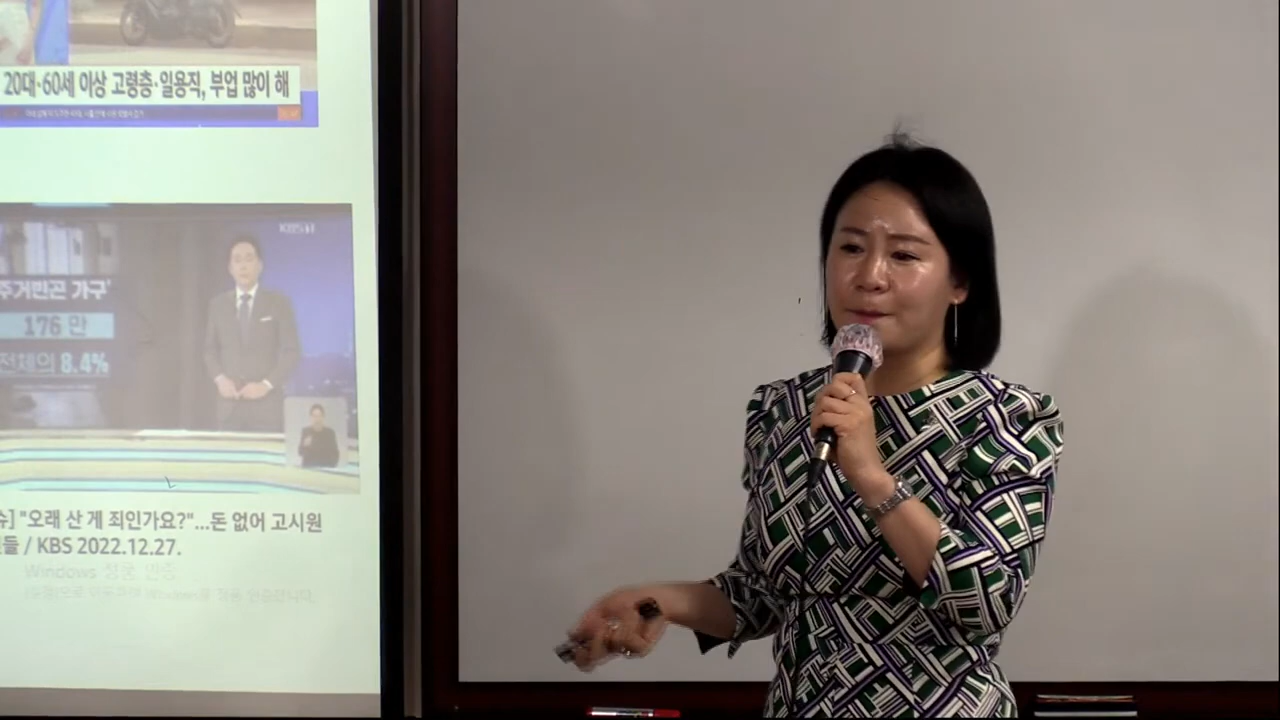 20대·60세 이상 고령층·일용직, 부업 많이 해
KBS 1
주거빈곤 가구'
176 만
전체의 8.4%
슈] "오래 산 게 죄인가요?"...돈 없어 고시원
들 / KBS 2022.12.27.
Windows 정품 인증